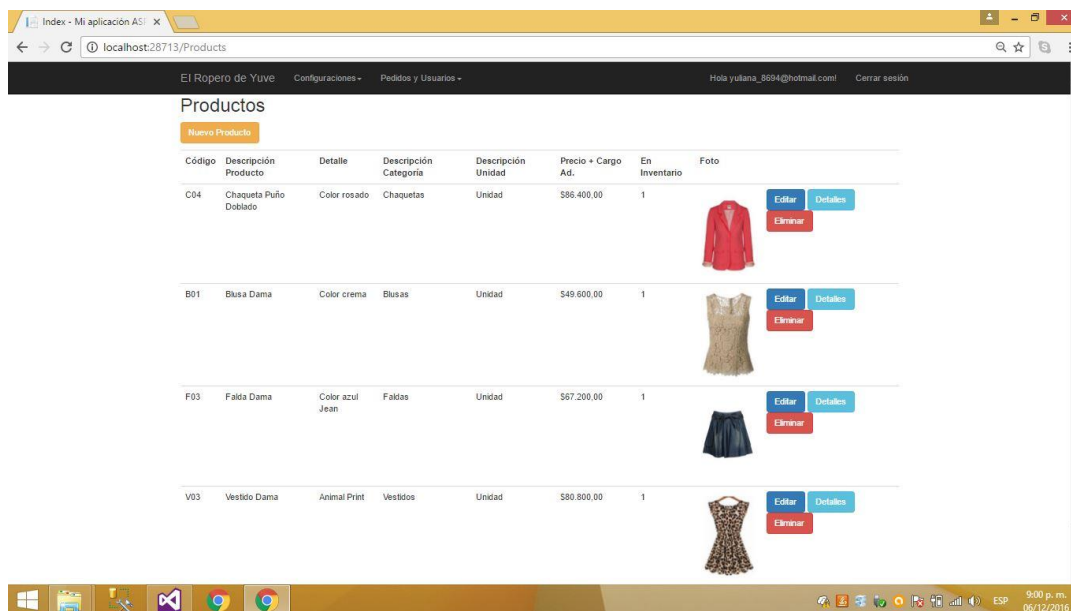 Index - Mi aplicación ASP
localhost:28713/Products
El Ropero de Yuve Configuraciones Pedidos y Usuarios Hola yuliana_8694@hotmail.com! Cerrar sesión
Productos
Nuevo Producto
Código Descripción Producto Detalle Descripción Categoría Descripción Unidad Precio + Cargo Ad. En Inventario Foto
C04 Chaqueta Puño Doblado Color rosado Chaquetas Unidad $86.400,00 1
Editar Detalles
Eliminar
B01 Blusa Dama Color crema Blusas Unidad $49.600,00 1
Editar Detalles
Eliminar
F03 Falda Dama Color azul Jean Faldas Unidad $67.200,00 1
Editar Detalles
Eliminar
V03 Vestido Dama Animal Print Vestidos Unidad $80.800,00 1
Editar Detalles
Eliminar
ESP 9:00 p. m.
06/12/2016